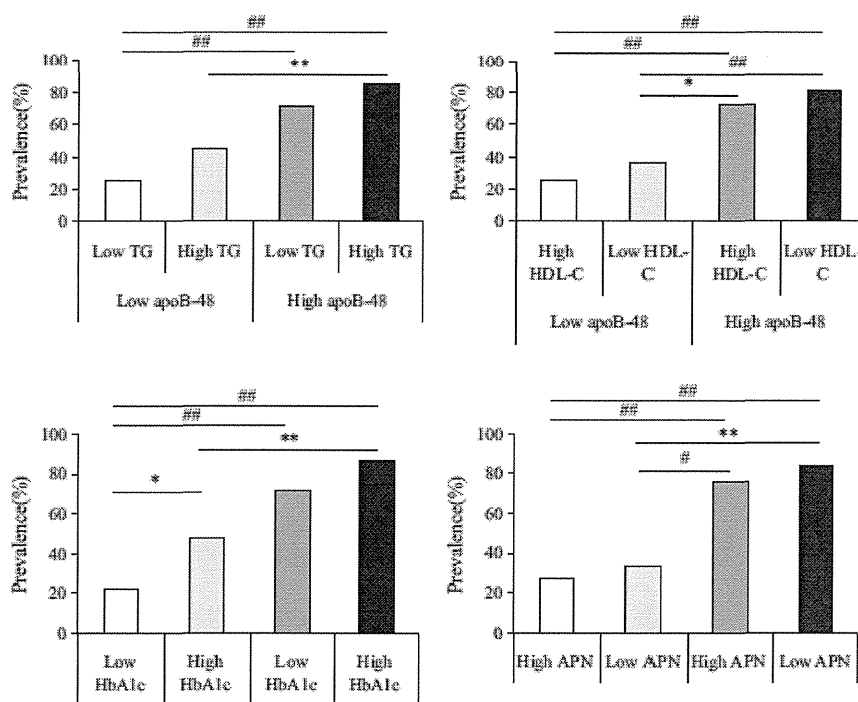 ##
##
**
100
80
60
40
20
0
Prevalence(%)
Low TG
High TG
Low TG
High TG
Low apoB-48
High apoB-48
##
##
##
*
100
80
60
40
20
0
Prevalence(%)
High
HDL-C
Low HDL-
C
High
HDL-C
Low HDL-
C
Low apoB-48
High apoB-48
##
##
**
*
100
80
60
40
20
0
Prevalence(%)
Low
HbA1c
High
HbA1c
Low
HbA1c
High
HbA1c
##
##
**
#
100
80
60
40
20
0
Prevalence(%)
High APN
Low APN
High APN
Low APN